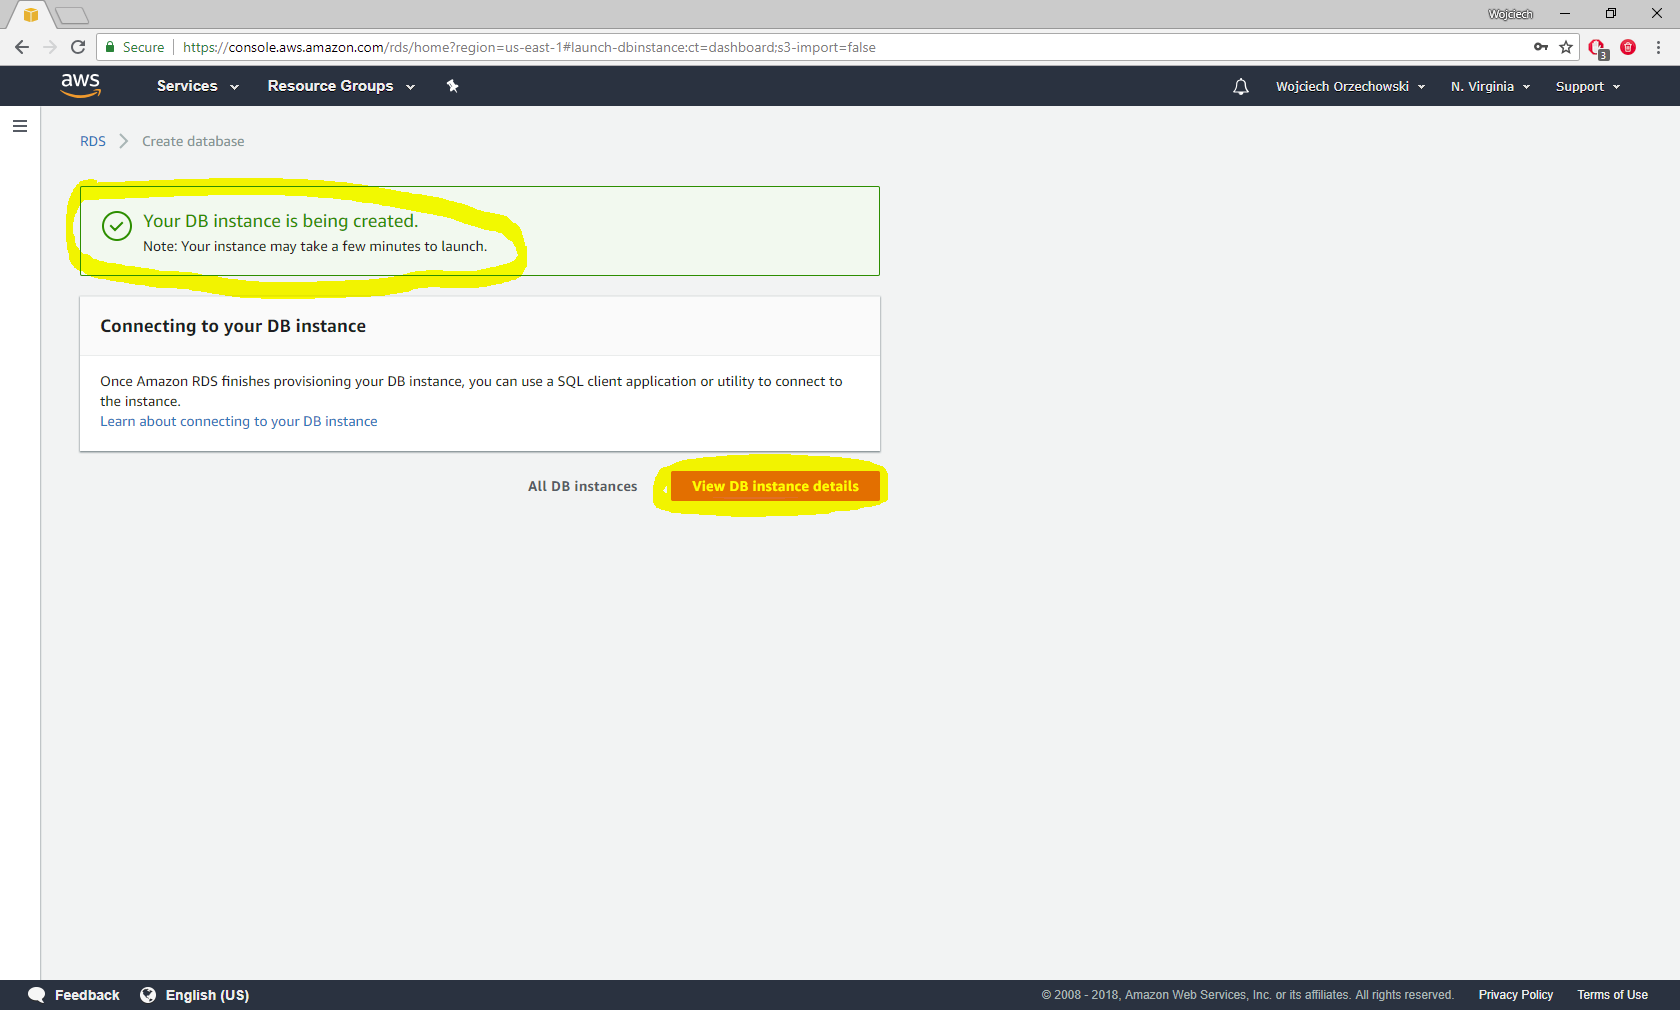 Wojciech
Secure
https://console.aws.amazon.com/rds/home?region=us-east-1#launch-dbinstance:ct=dashboard;s3-import=false
3
aws
Services
Resource Groups
Wojciech Orzechowski
N. Virginia
Support
RDS
Create database
Your DB instance is being created.
Note: Your instance may take a few minutes to launch.
Connecting to your DB instance
Once Amazon RDS finishes provisioning your DB instance, you can use a SQL client application or utility to connect to
the instance.
Learn about connecting to your DB instance
All DB instances
View DB instance details
Feedback
English (US)
© 2008 - 2018, Amazon Web Services, Inc. or its affiliates. All rights reserved.
Privacy Policy
Terms of Use